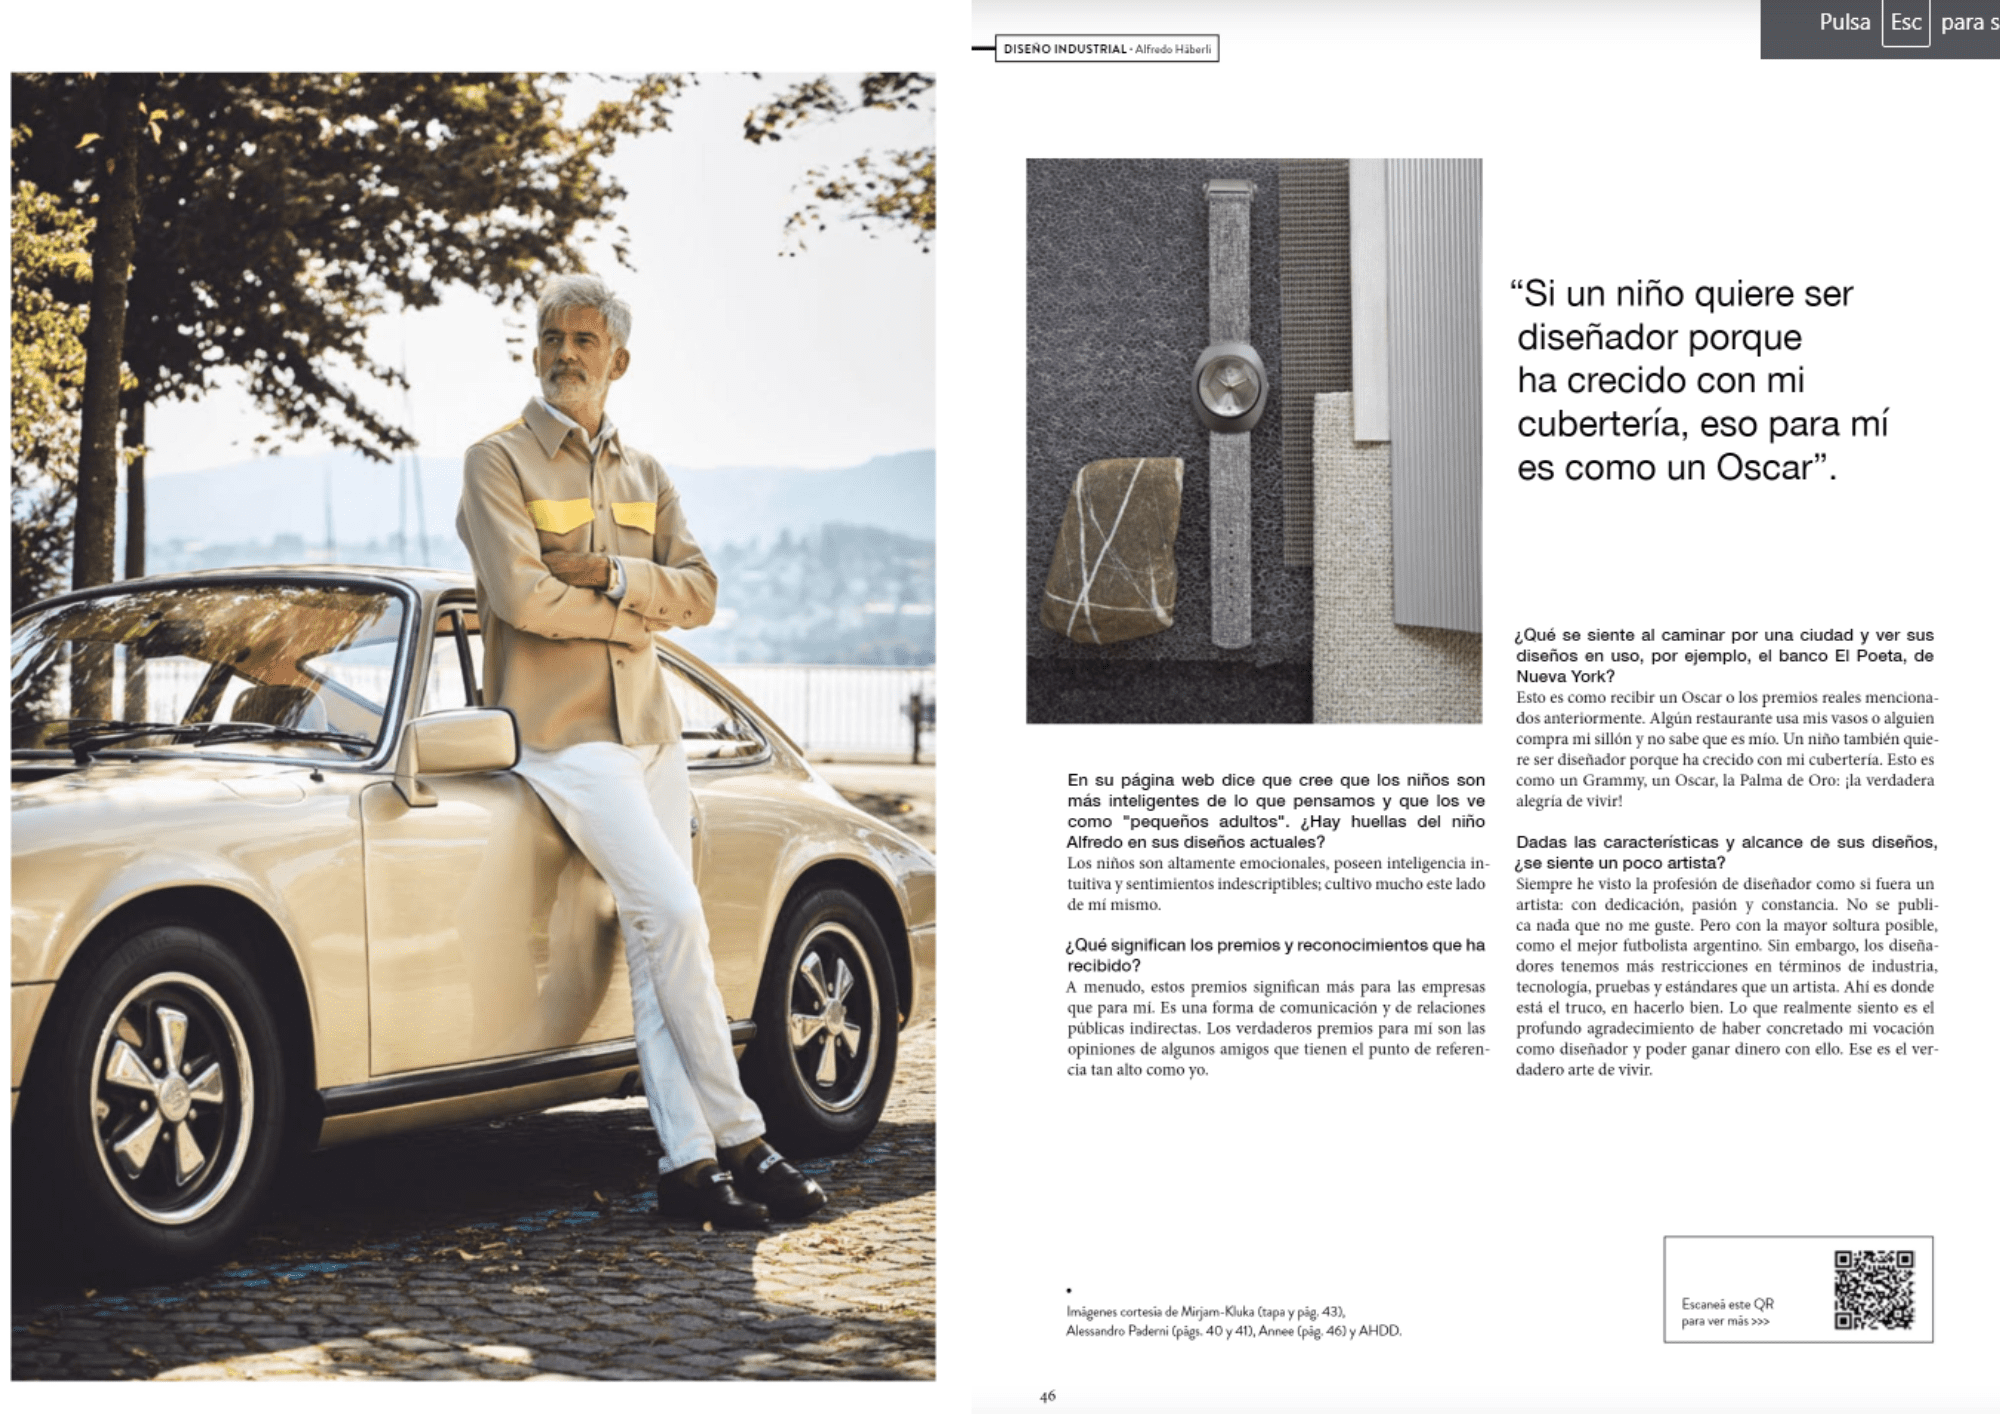 Pulsa Esc para s
DISEÑO INDUSTRIAL · Alfredo Häberli
“Si un niño quiere ser
diseñador porque
ha crecido con mi
cubertería, eso para mí
es como un Oscar”.
En su página web dice que cree que los niños son
más inteligentes de lo que pensamos y que los ve
como "pequeños adultos". ¿Hay huellas del niño
Alfredo en sus diseños actuales?
Los niños son altamente emocionales, poseen inteligencia in-
tuitiva y sentimientos indescriptibles; cultivo mucho este lado
de mí mismo.
¿Qué significan los premios y reconocimientos que ha
recibido?
A menudo, estos premios significan más para las empresas
que para mí. Es una forma de comunicación y de relaciones
públicas indirectas. Los verdaderos premios para mí son las
opiniones de algunos amigos que tienen el punto de referen-
cia tan alto como yo.
¿Qué se siente al caminar por una ciudad y ver sus
diseños en uso, por ejemplo, el banco El Poeta, de
Nueva York?
Esto es como recibir un Oscar o los premios reales menciona-
dos anteriormente. Algún restaurante usa mis vasos o alguien
compra mi sillón y no sabe que es mío. Un niño también quie-
re ser diseñador porque ha crecido con mi cubertería. Esto es
como un Grammy, un Oscar, la Palma de Oro: ¡la verdadera
alegría de vivir!
Dadas las características y alcance de sus diseños,
¿se siente un poco artista?
Siempre he visto la profesión de diseñador como si fuera un
artista: con dedicación, pasión y constancia. No se publi-
ca nada que no me guste. Pero con la mayor soltura posible,
como el mejor futbolista argentino. Sin embargo, los diseña-
dores tenemos más restricciones en términos de industria,
tecnología, pruebas y estándares que un artista. Ahí es donde
está el truco, en hacerlo bien. Lo que realmente siento es el
profundo agradecimiento de haber concretado mi vocación
como diseñador y poder ganar dinero con ello. Ese es el ver-
dadero arte de vivir.
Imágenes cortesía de Mirjam-Kluka (tapa y pág. 43),
Alessandro Paderni (págs. 40 y 41), Annee (pág. 46) y AHDD.
Escaneá este QR
para ver más >>>
46